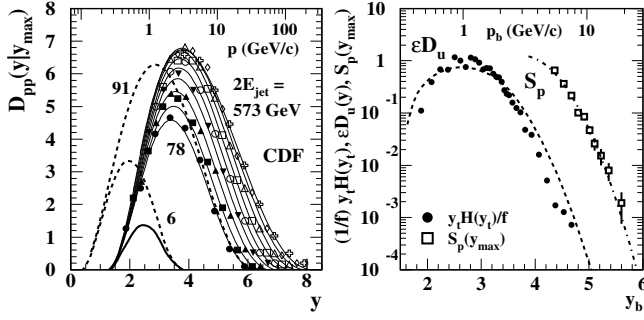 1 10
p (GeV/c)
D_pp(y|y_max)
8
7
6
5
4
3
2
1
0
91
2E_jet =
573 GeV
CDF
78
6
0 2 4 6 8
y
1 p_b (GeV/c) 10
(1/f) y_t H(y_t), εD_u(y), S_p(y_max)
10
1
10^-1
10^-2
10^-3
10^-4
εD_u
S_p
y_t H(y_t)/f
S_p(y_max)
2 3 4 5 6
y_b